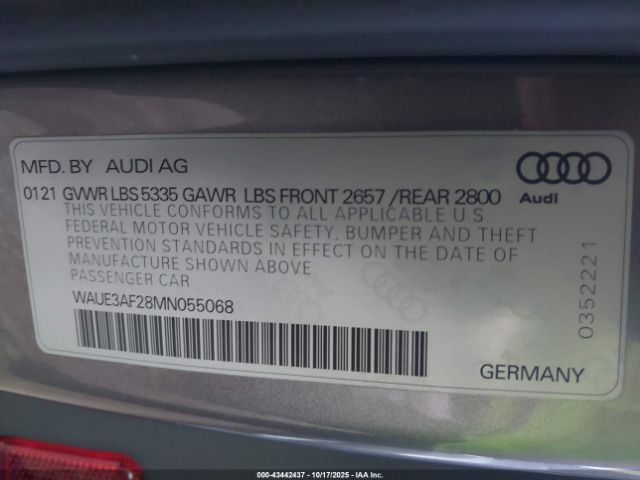 MFD. BY AUDI AG
Audi
0121 GVWR LBS 5335 GAWR LBS FRONT 2657 /REAR 2800
THIS VEHICLE CONFORMS TO ALL APPLICABLE U.S.
FEDERAL MOTOR VEHICLE SAFETY, BUMPER AND THEFT
PREVENTION STANDARDS IN EFFECT ON THE DATE OF
MANUFACTURE SHOWN ABOVE
PASSENGER CAR
WAUE3AF28MN055068
0352221
GERMANY
000-43442437 - 10/17/2025 - IAAI.com